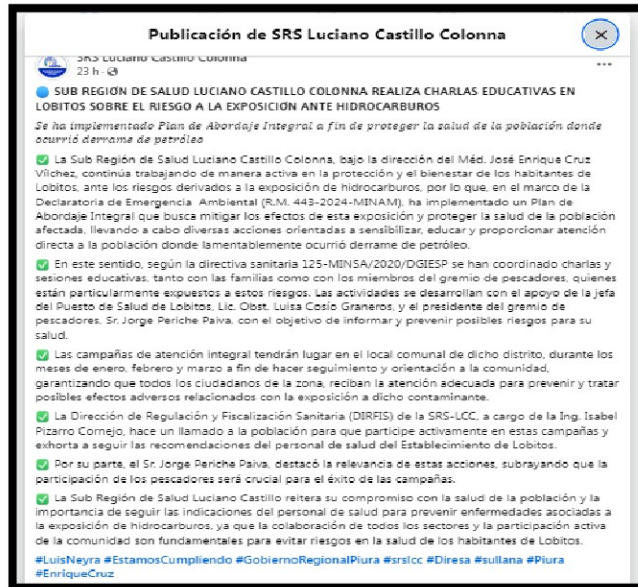 Publicación de SRS Luciano Castillo Colonna
SRS Luciano Castillo Colonna
23 h ·
SUB REGIÓN DE SALUD LUCIANO CASTILLO COLONNA REALIZA CHARLAS EDUCATIVAS EN
LOBITOS SOBRE EL RIESGO A LA EXPOSICIÓN ANTE HIDROCARBUROS
Se ha implementado Plan de Abordaje Integral a fin de proteger la salud de la población donde
ocurrió derrame de petróleo
✅ La Sub Región de Salud Luciano Castillo Colonna, bajo la dirección del Méd. José Enrique Cruz
Vílchez, continúa trabajando de manera activa en la protección y el bienestar de los habitantes de
Lobitos, ante los riesgos derivados a la exposición de hidrocarburos, por lo que, en el marco de la
Declaratoria de Emergencia Ambiental (R.M. 443-2024-MINAM), ha implementado un Plan de
Abordaje Integral que busca mitigar los efectos de esta exposición y proteger la salud de la población
afectada, llevando a cabo diversas acciones orientadas a sensibilizar, educar y proporcionar atención
directa a la población donde lamentablemente ocurrió derrame de petróleo.
✅ En este sentido, según la directiva sanitaria 125-MINSA/2020/DGIESP se han coordinado charlas y
sesiones educativas, tanto con las familias como con los miembros del gremio de pescadores, quienes
están particularmente expuestos a estos riesgos. Las actividades se desarrollan con el apoyo de la jefa
del Puesto de Salud de Lobitos, Lic. Obst. Luisa Cosío Graneros, y el presidente del gremio de
pescadores, Sr. Jorge Periche Paiva, con el objetivo de informar y prevenir posibles riesgos para su
salud.
✅ Las campañas de atención integral tendrán lugar en el local comunal de dicho distrito, durante los
meses de enero, febrero y marzo a fin de hacer seguimiento y orientación a la comunidad,
garantizando que todos los ciudadanos de la zona, reciban la atención adecuada para prevenir y tratar
posibles efectos adversos relacionados con la exposición a dicho contaminante.
✅ La Dirección de Regulación y Fiscalización Sanitaria (DIRFIS) de la SRS-LCC, a cargo de la Ing. Isabel
Pizarro Cornejo, hace un llamado a la población para que participe activamente en estas campañas y
exhorta a seguir las recomendaciones del personal de salud del Establecimiento de Lobitos.
✅ Por su parte, el Sr. Jorge Periche Paiva, destacó la relevancia de estas acciones, subrayando que la
participación de los pescadores será crucial para el éxito de las campañas.
✅ La Sub Región de Salud Luciano Castillo reitera su compromiso con la salud de la población y la
importancia de seguir las indicaciones del personal de salud para prevenir enfermedades asociadas a
la exposición de hidrocarburos, ya que la colaboración de todos los sectores y la participación activa
de la comunidad son fundamentales para evitar riesgos en la salud de los habitantes de Lobitos.
#LuisNeyra #EstamosCumpliendo #GobiernoRegionalPiura #srslcc #Diresa #sullana #Piura
#EnriqueCruz